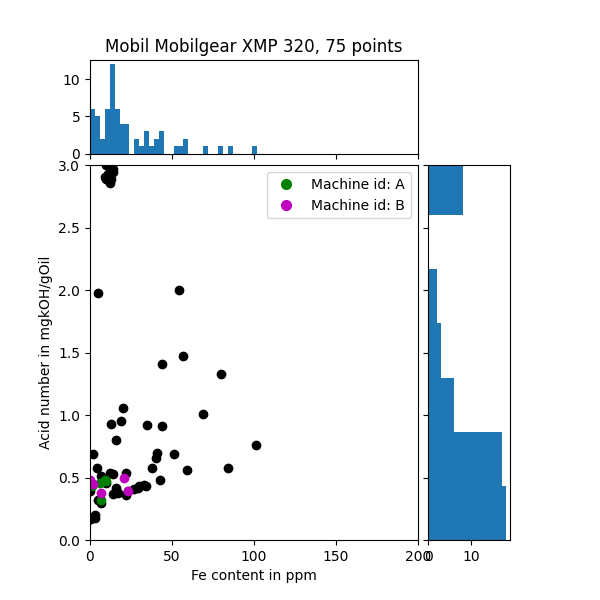 Mobil Mobilgear XMP 320, 75 points
10
5
0
3.0
2.5
2.0
1.5
1.0
0.5
0.0
Acid number in mgkOH/gOil
Machine id: A
Machine id: B
0 50 100 150 200
0 10
Fe content in ppm